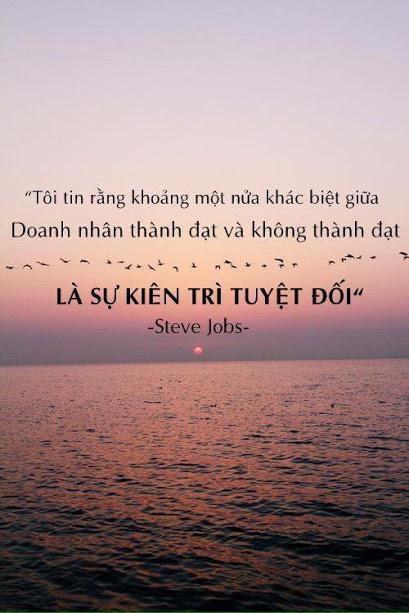 “Tôi tin rằng khoảng một nửa khác biệt giữa
Doanh nhân thành đạt và không thành đạt
LÀ SỰ KIÊN TRÌ TUYỆT ĐỐI“
-Steve Jobs-